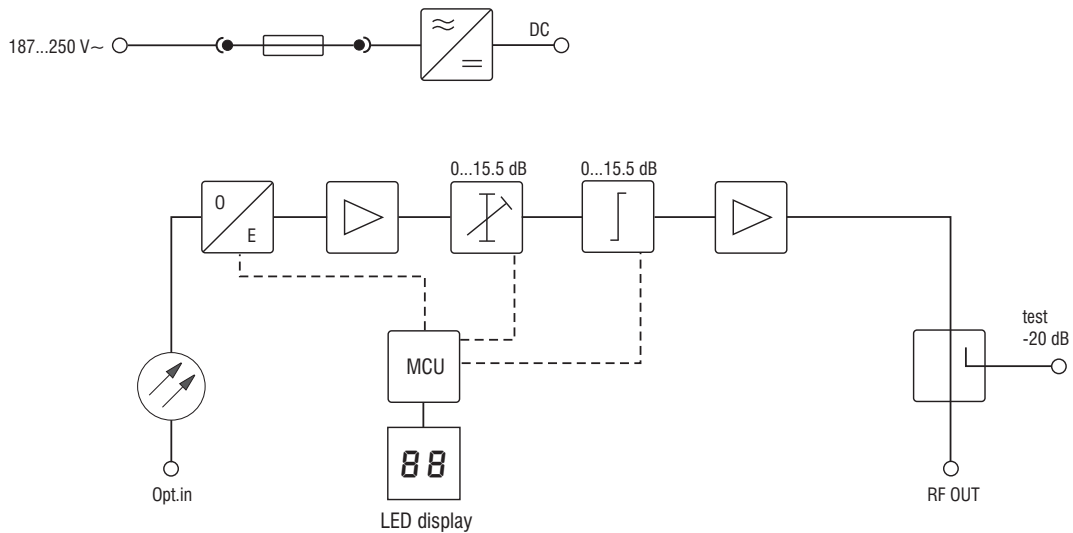 187...250 V~
DC
0...15.5 dB
0...15.5 dB
O
E
test
-20 dB
MCU
88
Opt.in
RF OUT
LED display